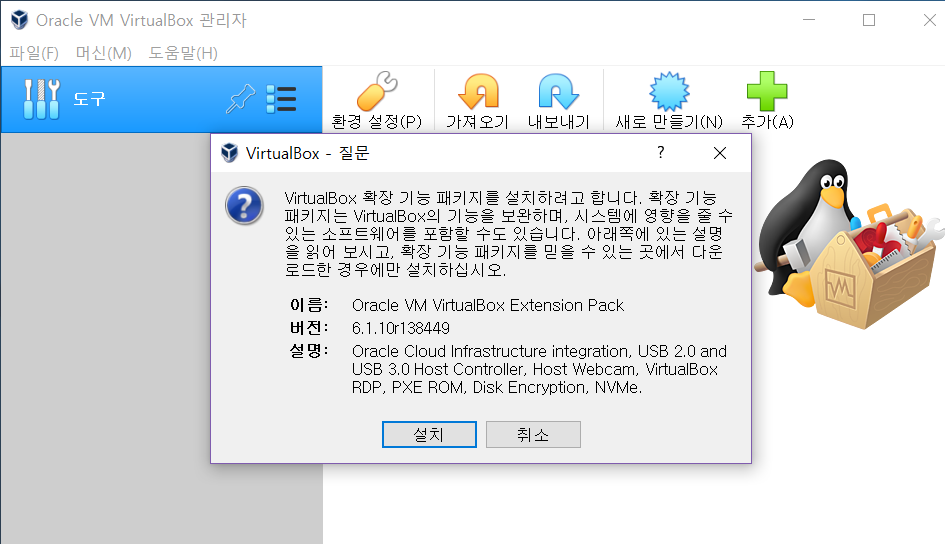 Oracle VM VirtualBox 관리자
파일(F) 머신(M) 도움말(H)
도구
환경 설정(P) 가져오기 내보내기 새로 만들기(N) 추가(A)
VirtualBox - 질문
VirtualBox 확장 기능 패키지를 설치하려고 합니다. 확장 기능
패키지는 VirtualBox의 기능을 보완하며, 시스템에 영향을 줄 수
있는 소프트웨어를 포함할 수도 있습니다. 아래쪽에 있는 설명
을 읽어 보시고, 확장 기능 패키지를 믿을 수 있는 곳에서 다운
로드한 경우에만 설치하십시오.
이름: Oracle VM VirtualBox Extension Pack
버전: 6.1.10r138449
설명: Oracle Cloud Infrastructure integration, USB 2.0 and
USB 3.0 Host Controller, Host Webcam, VirtualBox
RDP, PXE ROM, Disk Encryption, NVMe.
설치 취소